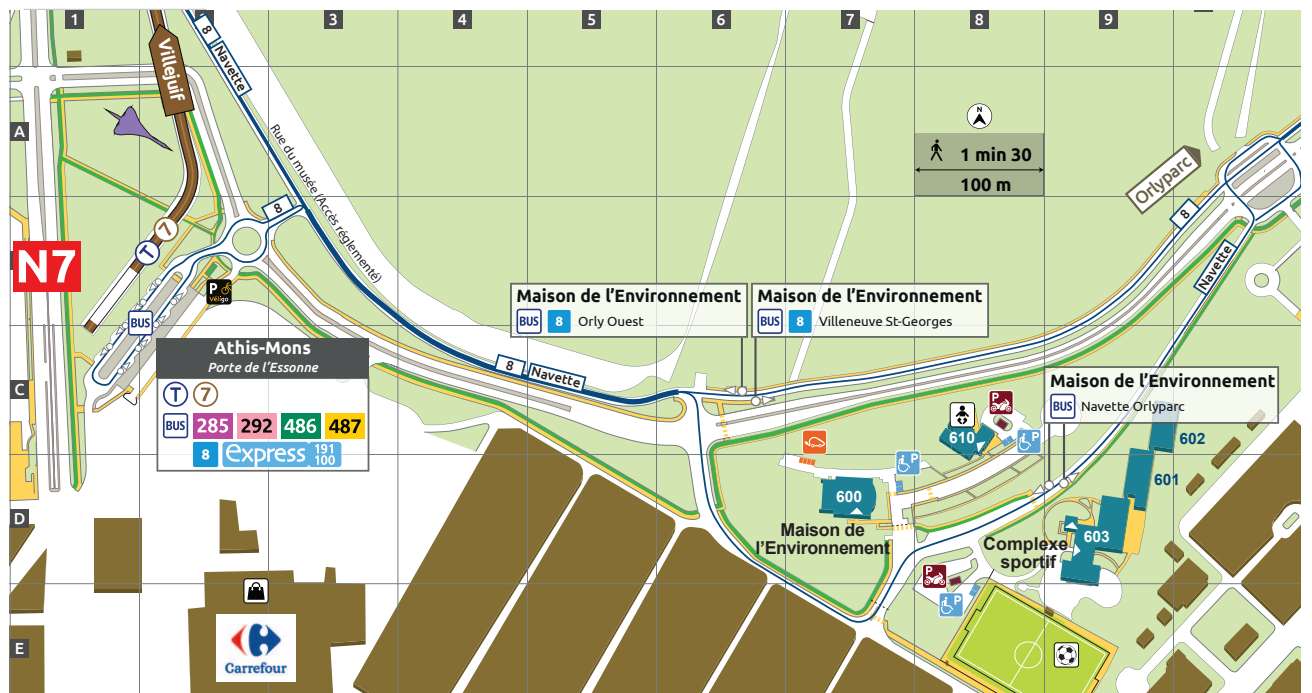 1
3
4
5
6
7
8
9
A
C
D
E
N7
Villejuif
8 Navette
Rue du musée (Accès réglementé)
N
1 min 30
100 m
Orlyparc
8
8
Navette
T 7
P
véligo
BUS
Maison de l'Environnement
BUS 8 Orly Ouest
Maison de l'Environnement
BUS 8 Villeneuve St-Georges
Athis-Mons
Porte de l'Essonne
T 7
BUS 285 292 486 487
8 express 191
100
8 Navette
Maison de l'Environnement
BUS Navette Orlyparc
P
610
P
602
601
P
600
603
Maison de
l'Environnement
Complexe
sportif
P
P
Carrefour